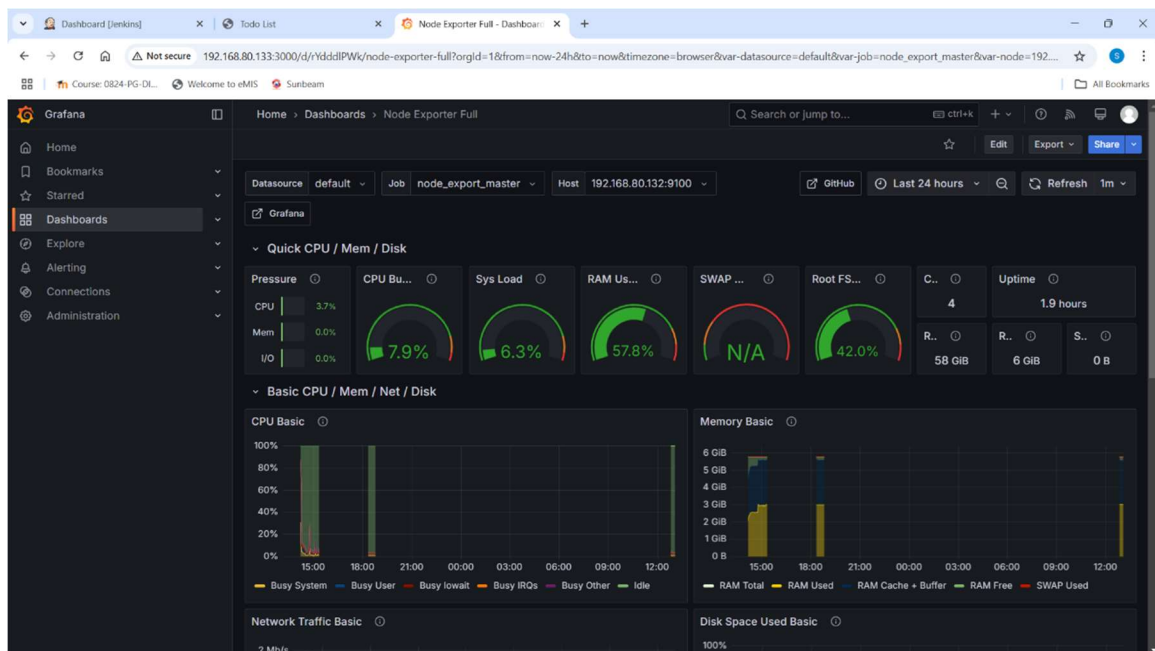 Dashboard [Jenkins]
Todo List
Node Exporter Full - Dashboar
Not secure
192.168.80.133:3000/d/rYdddlPWk/node-exporter-full?orgId=1&from=now-24h&to=now&timezone=browser&var-datasource=default&var-job=node_export_master&var-node=192....
S
Course: 0824-PG-DI...
Welcome to eMIS
Sunbeam
All Bookmarks
Grafana
Home › Dashboards › Node Exporter Full
Search or jump to...
ctrl+k
Home
Bookmarks
Starred
Dashboards
Explore
Alerting
Connections
Administration
Edit
Export
Share
Datasource
default
Job
node_export_master
Host
192.168.80.132:9100
GitHub
Last 24 hours
Refresh
1m
Grafana
Quick CPU / Mem / Disk
Pressure
CPU
3.7%
Mem
0.0%
I/O
0.0%
CPU Bu...
7.9%
Sys Load
6.3%
RAM Us...
57.8%
SWAP ...
N/A
Root FS...
42.0%
C..
4
Uptime
1.9 hours
R..
58 GiB
R..
6 GiB
S..
0 B
Basic CPU / Mem / Net / Disk
CPU Basic
100%
80%
60%
40%
20%
0%
15:00 18:00 21:00 00:00 03:00 06:00 09:00 12:00
Busy System Busy User Busy Iowait Busy IRQs Busy Other Idle
Memory Basic
6 GiB
5 GiB
4 GiB
3 GiB
2 GiB
1 GiB
0 B
15:00 18:00 21:00 00:00 03:00 06:00 09:00 12:00
RAM Total RAM Used RAM Cache + Buffer RAM Free SWAP Used
Network Traffic Basic
2 Mb/s
Disk Space Used Basic
100%